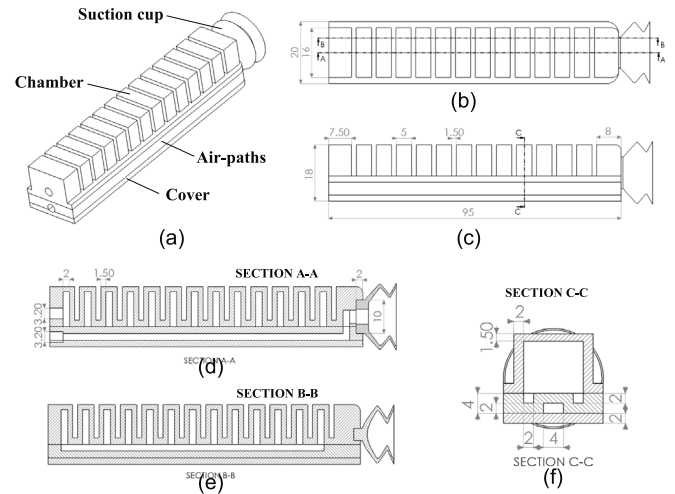 Suction cup
Chamber
Air-paths
Cover
(a)
20
16
B
B
A
A
(b)
7.50
5
1.50
C
8
18
C
95
(c)
2
1.50
SECTION A-A
2
3.20
3.20
10
SECTION A-A
(d)
SECTION B-B
SECTION B-B
(e)
SECTION C-C
2
1.50
4
2
2
2
2
4
SECTION C-C
(f)